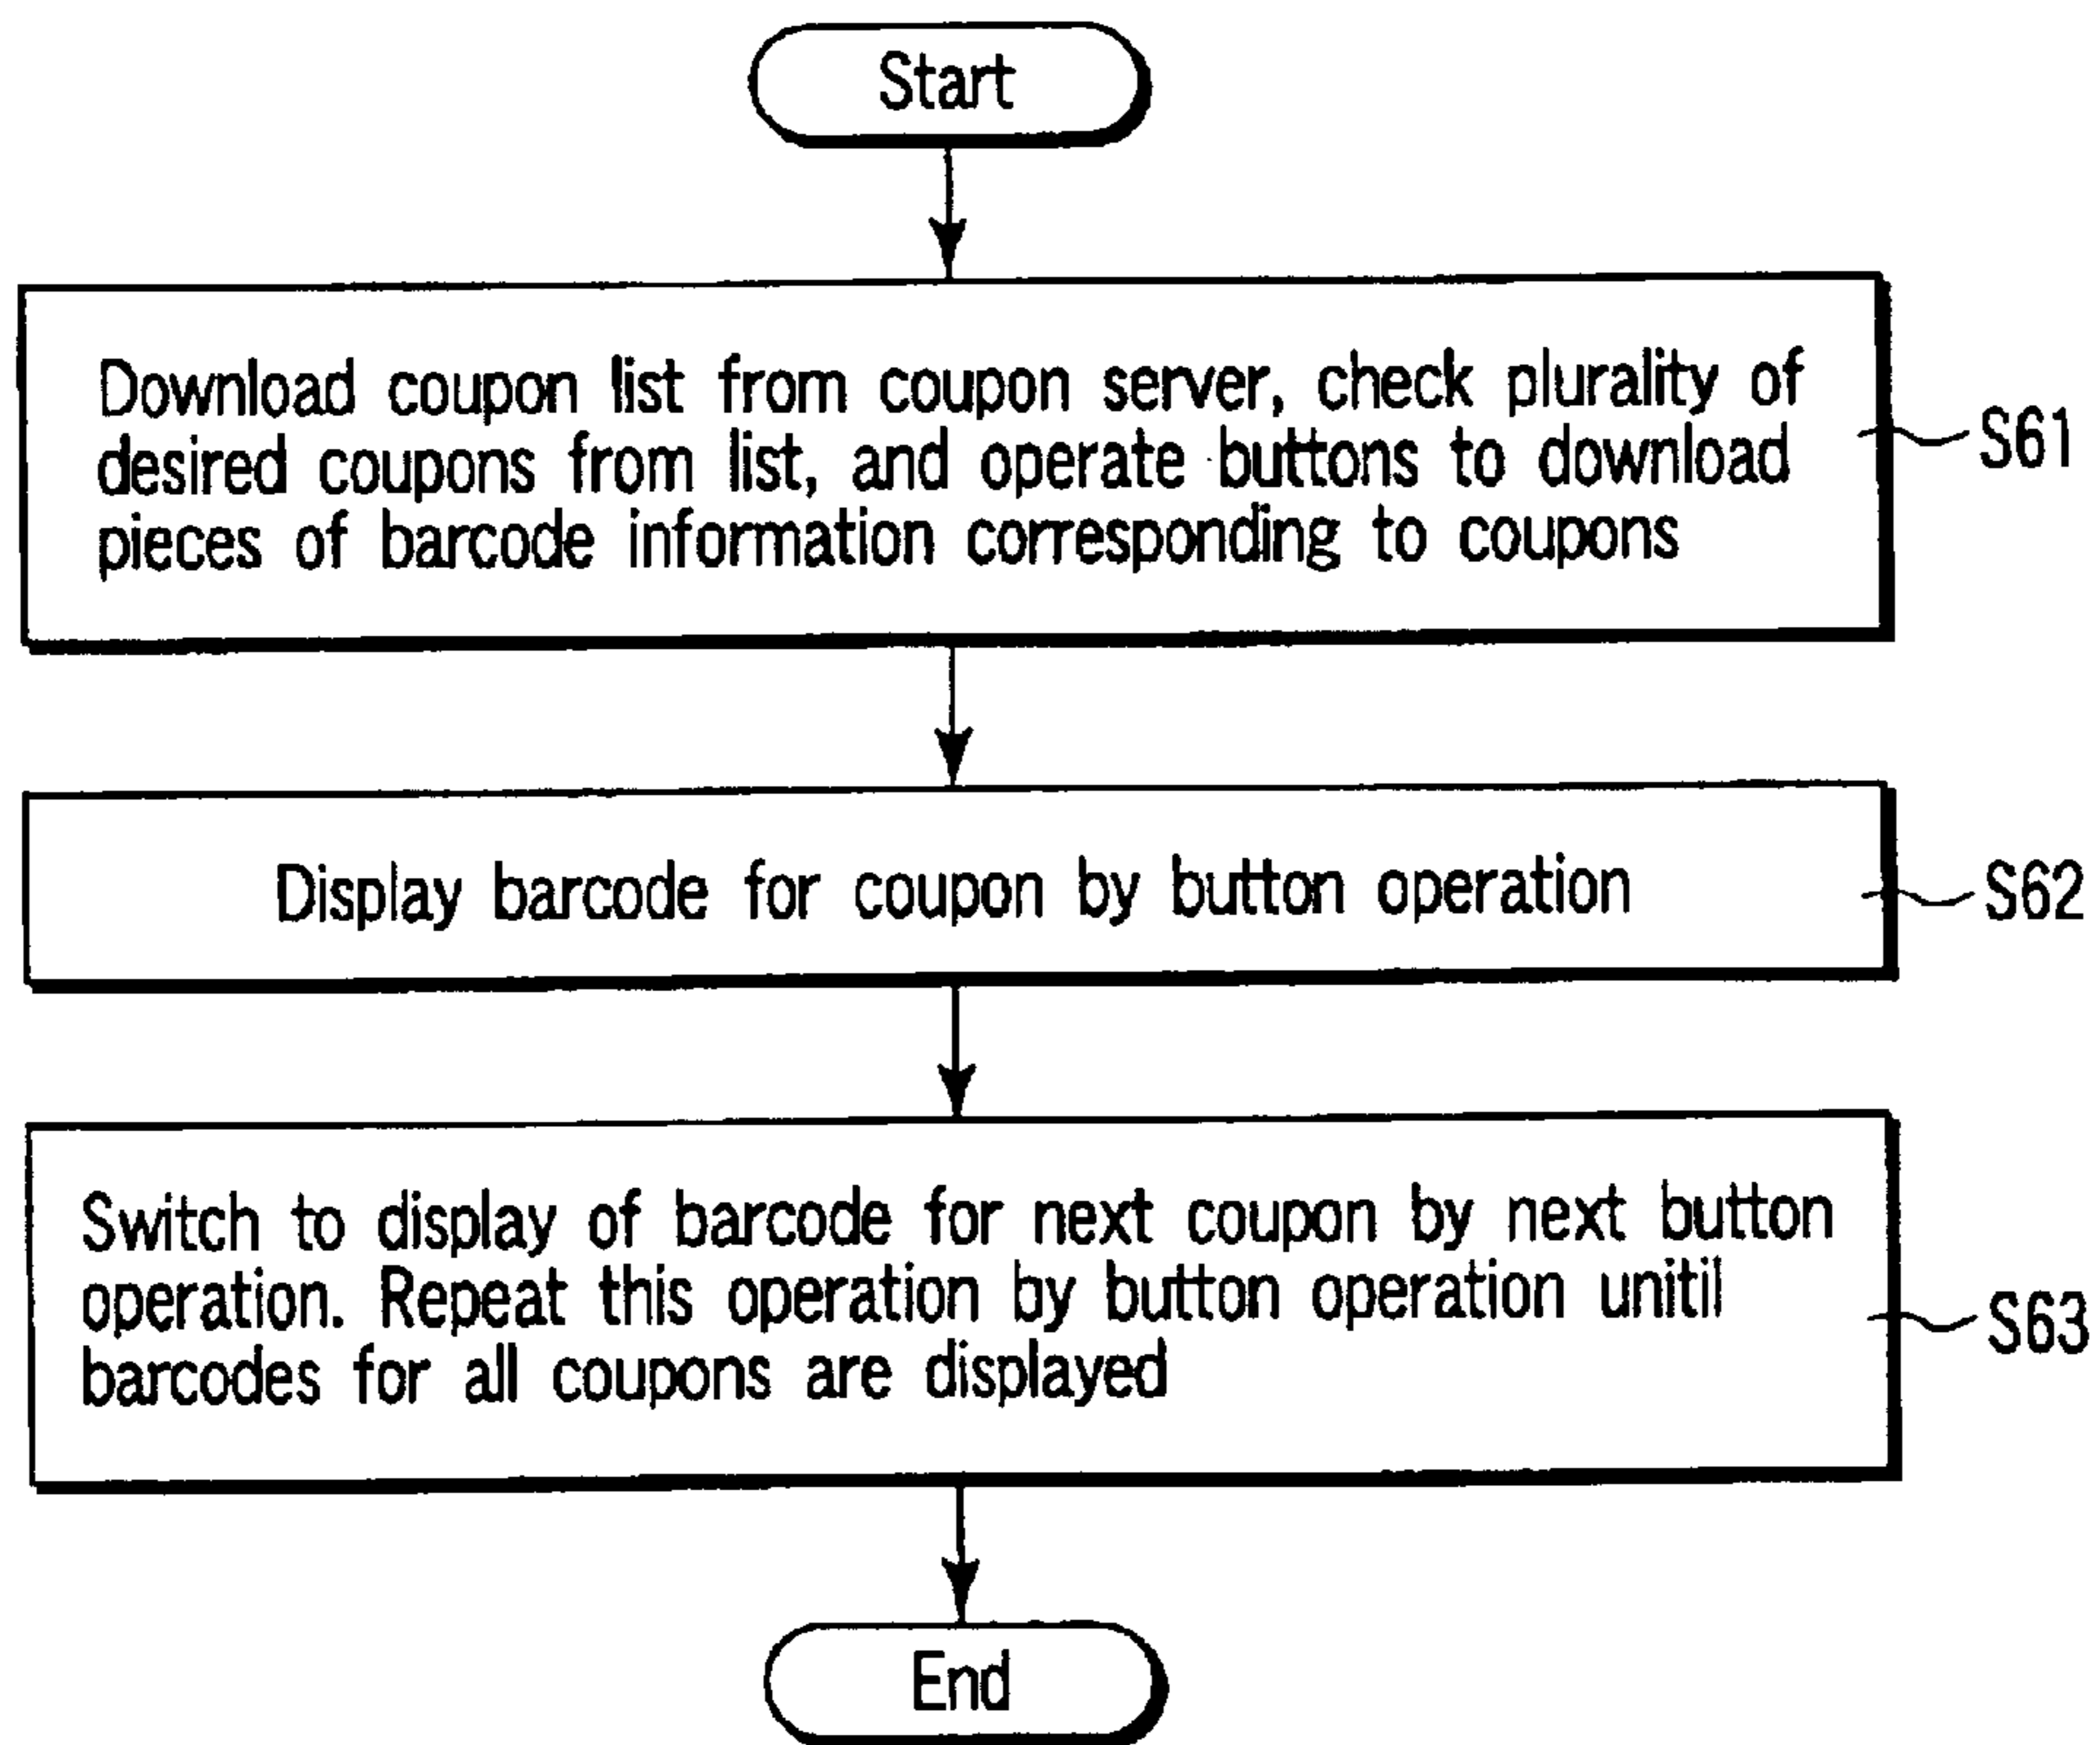 Start
Download coupon list from coupon server, check plurality of
desired coupons from list, and operate buttons to download
pieces of barcode information corresponding to coupons
S61
Display barcode for coupon by button operation
S62
Switch to display of barcode for next coupon by next button
operation. Repeat this operation by button operation unitil
barcodes for all coupons are displayed
S63
End